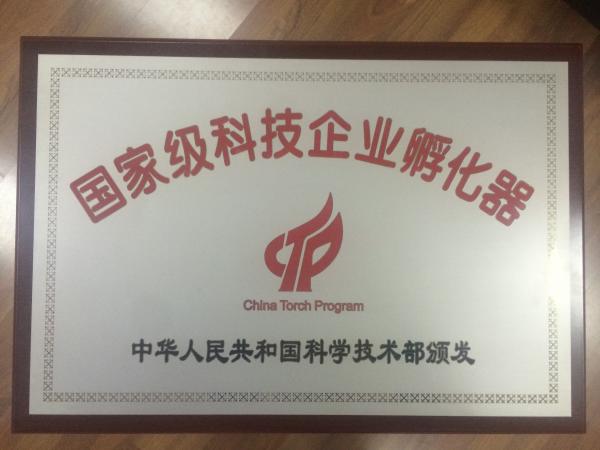 国家级科技企业孵化器
China Torch Program
中华人民共和国科学技术部颁发